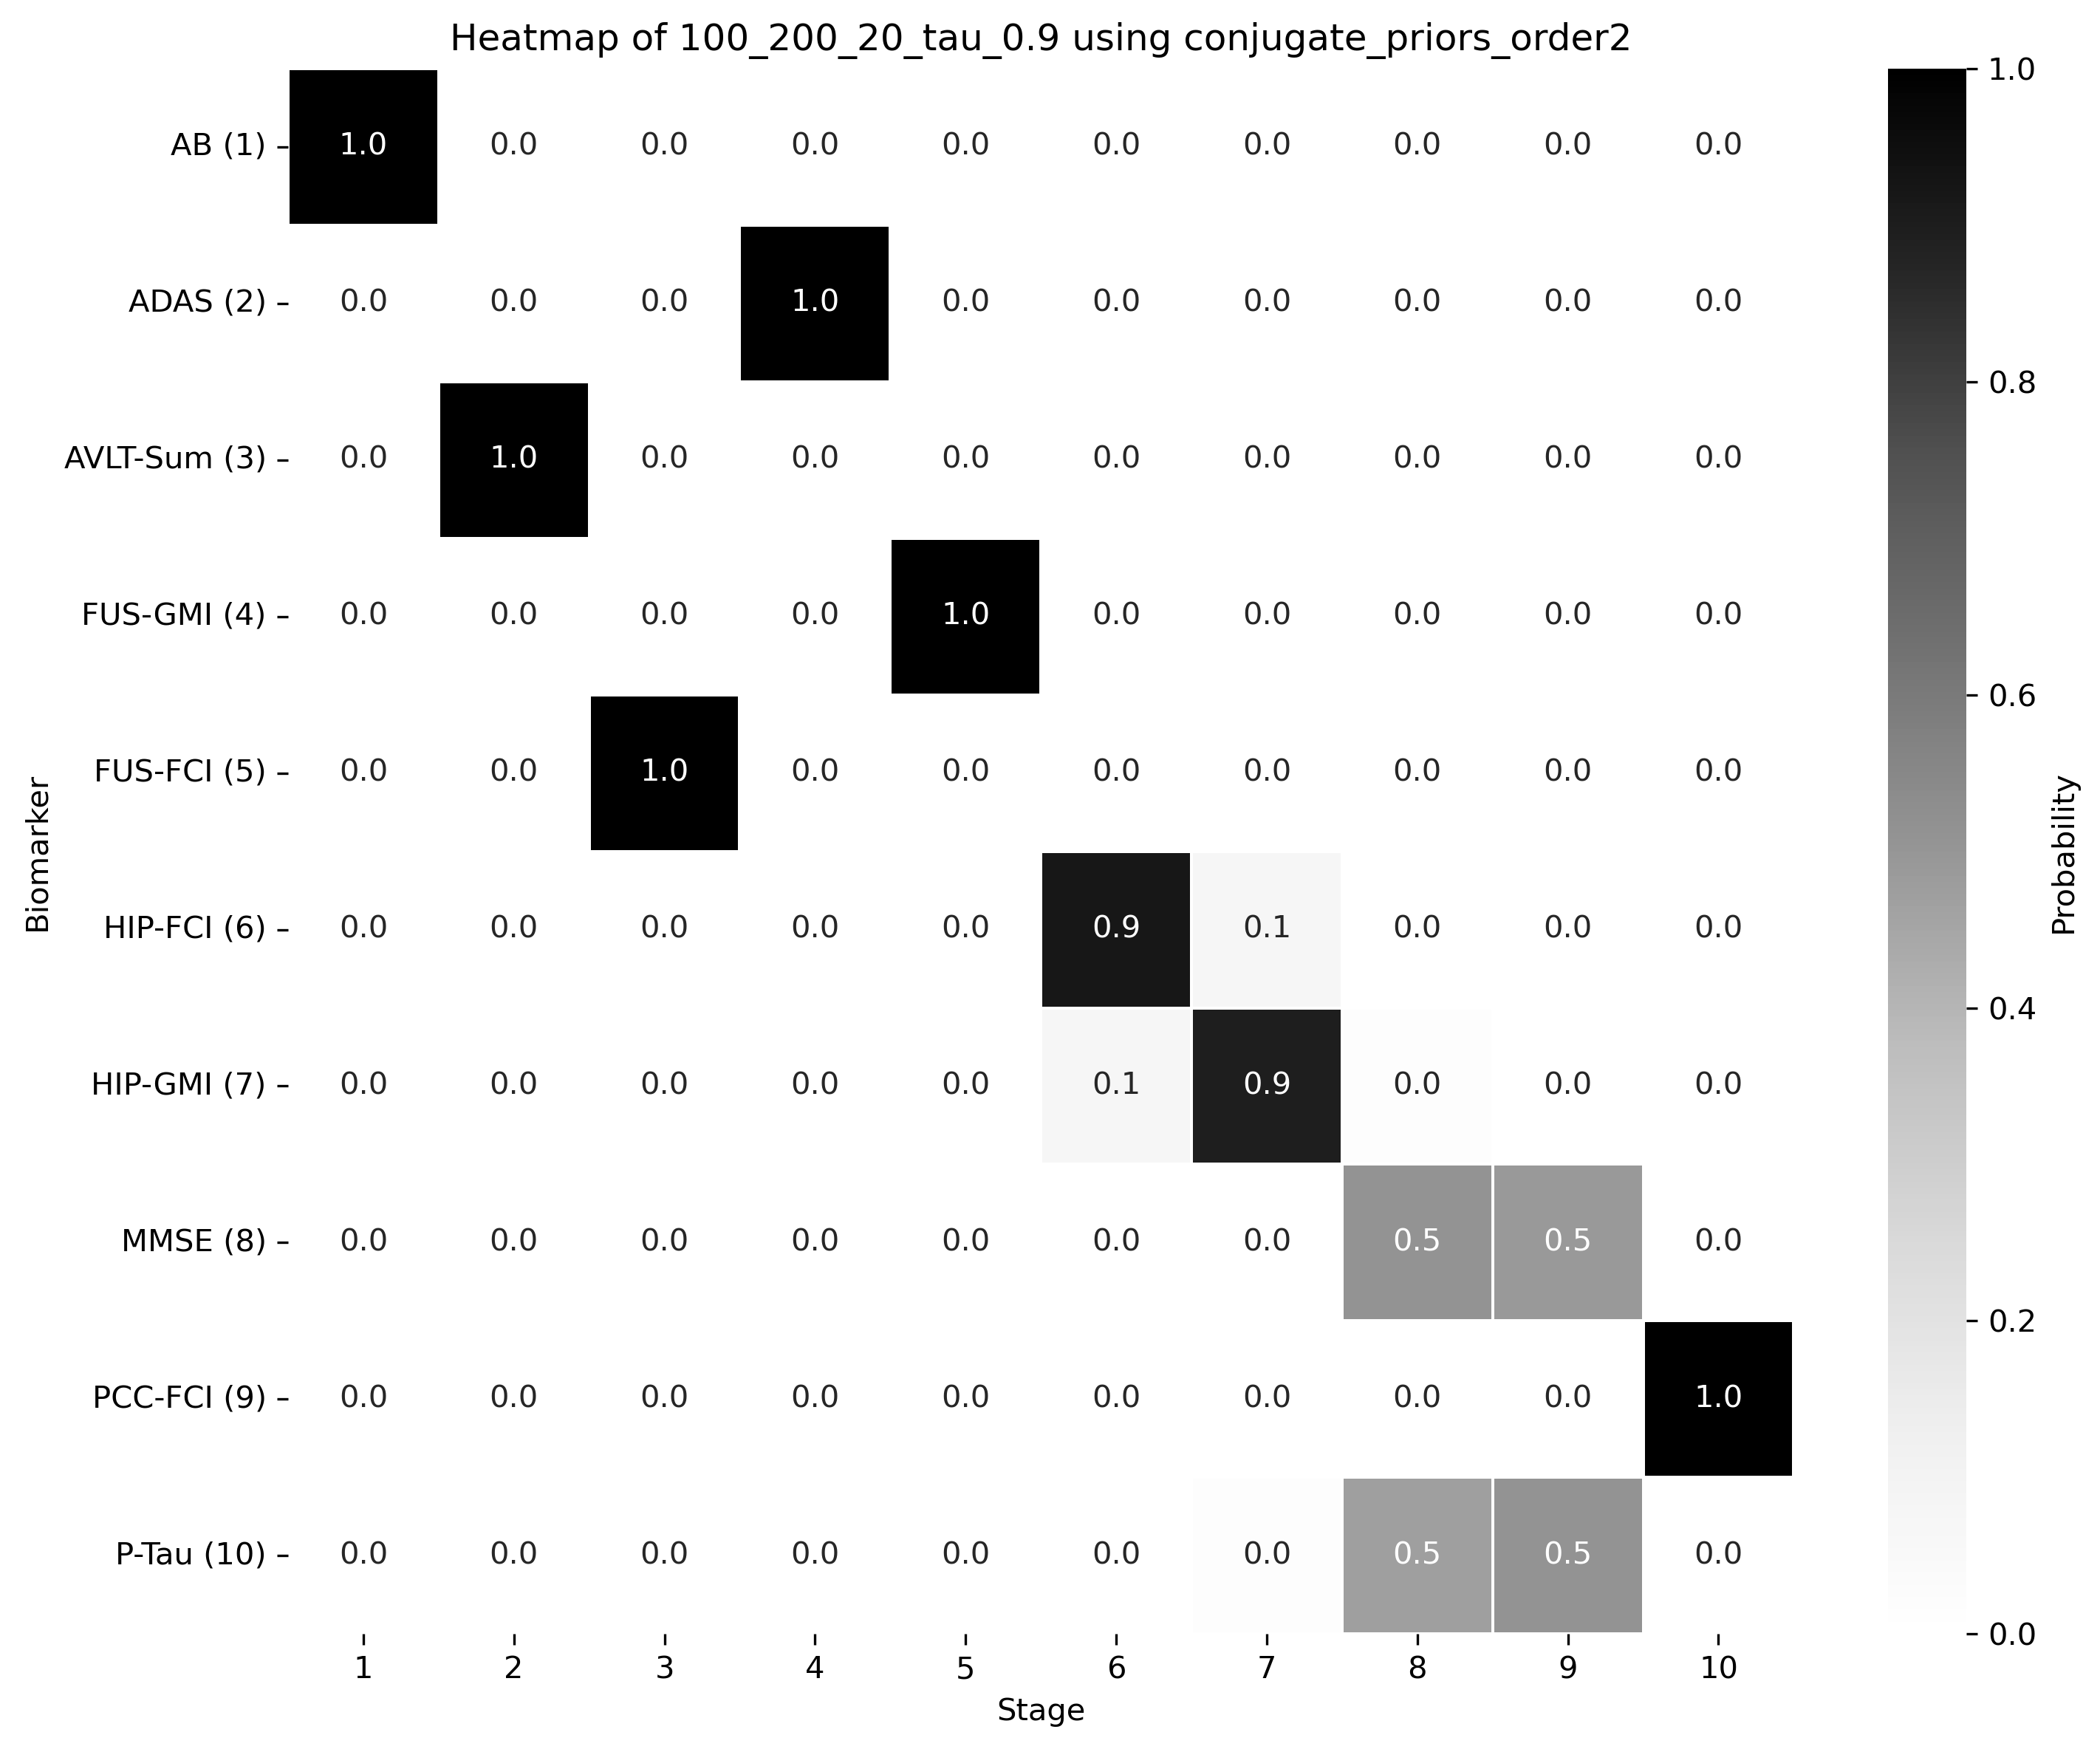 Heatmap of 100_200_20_tau_0.9 using conjugate_priors_order2
AB (1) 1.0 0.0 0.0 0.0 0.0 0.0 0.0 0.0 0.0 0.0
ADAS (2) 0.0 0.0 0.0 1.0 0.0 0.0 0.0 0.0 0.0 0.0
AVLT-Sum (3) 0.0 1.0 0.0 0.0 0.0 0.0 0.0 0.0 0.0 0.0
FUS-GMI (4) 0.0 0.0 0.0 0.0 1.0 0.0 0.0 0.0 0.0 0.0
FUS-FCI (5) 0.0 0.0 1.0 0.0 0.0 0.0 0.0 0.0 0.0 0.0
HIP-FCI (6) 0.0 0.0 0.0 0.0 0.0 0.9 0.1 0.0 0.0 0.0
HIP-GMI (7) 0.0 0.0 0.0 0.0 0.0 0.1 0.9 0.0 0.0 0.0
MMSE (8) 0.0 0.0 0.0 0.0 0.0 0.0 0.0 0.5 0.5 0.0
PCC-FCI (9) 0.0 0.0 0.0 0.0 0.0 0.0 0.0 0.0 0.0 1.0
P-Tau (10) 0.0 0.0 0.0 0.0 0.0 0.0 0.0 0.5 0.5 0.0
1 2 3 4 5 6 7 8 9 10
Stage
Biomarker
1.0
0.8
0.6
0.4
0.2
0.0
Probability